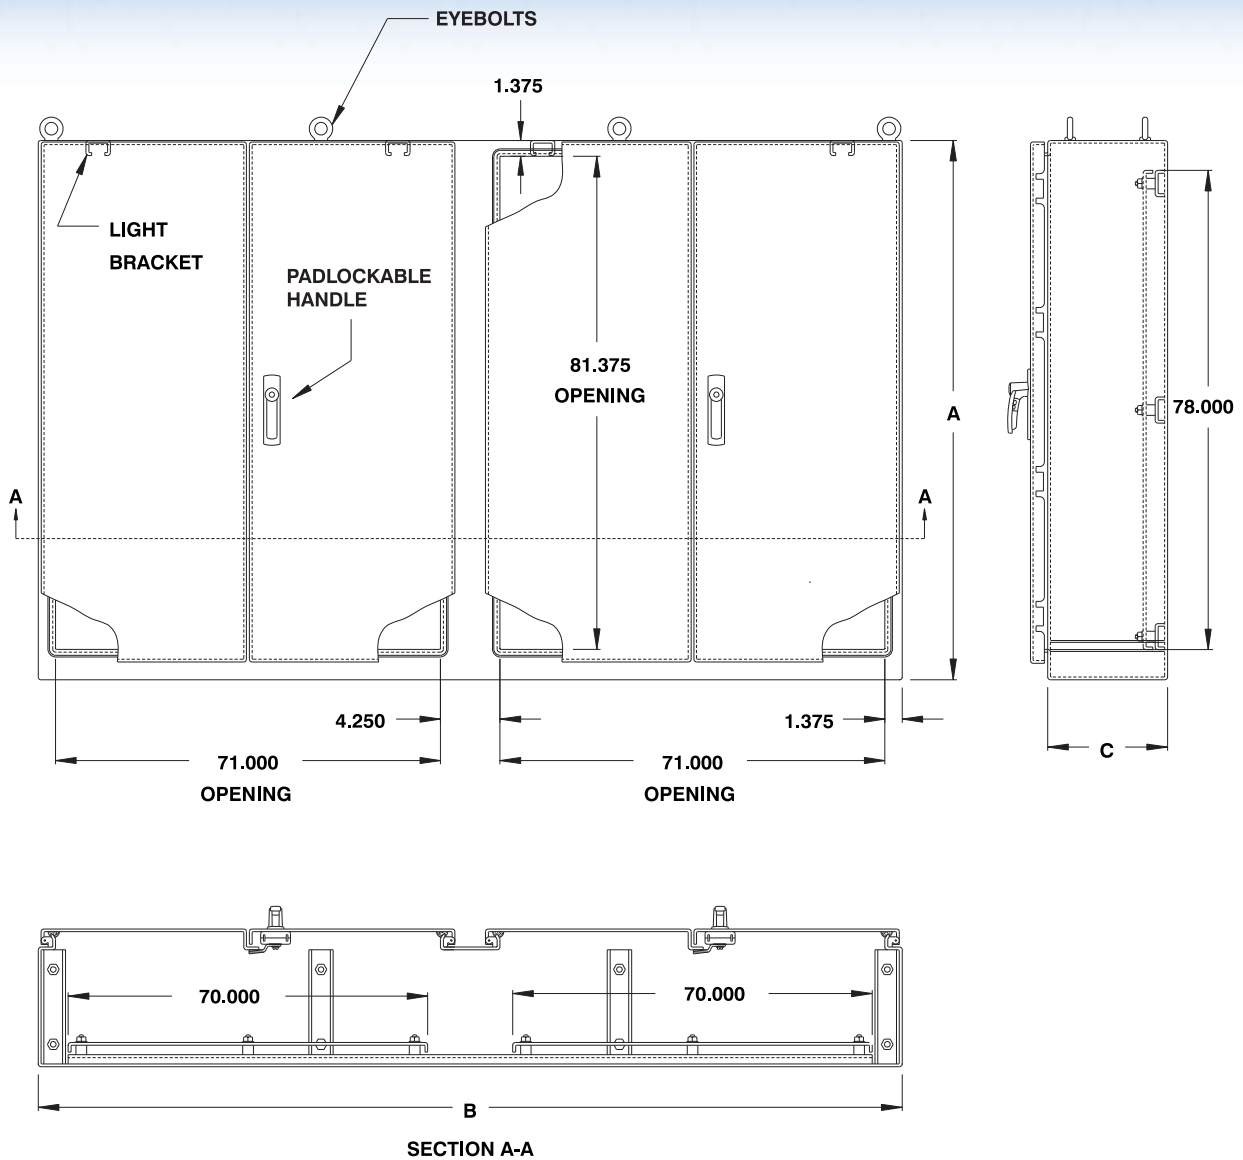 EYEBOLTS
1.375
LIGHT
BRACKET
PADLOCKABLE
HANDLE
81.375
OPENING
A
78.000
A
A
4.250
1.375
71.000
OPENING
71.000
OPENING
C
70.000
70.000
B
SECTION A-A